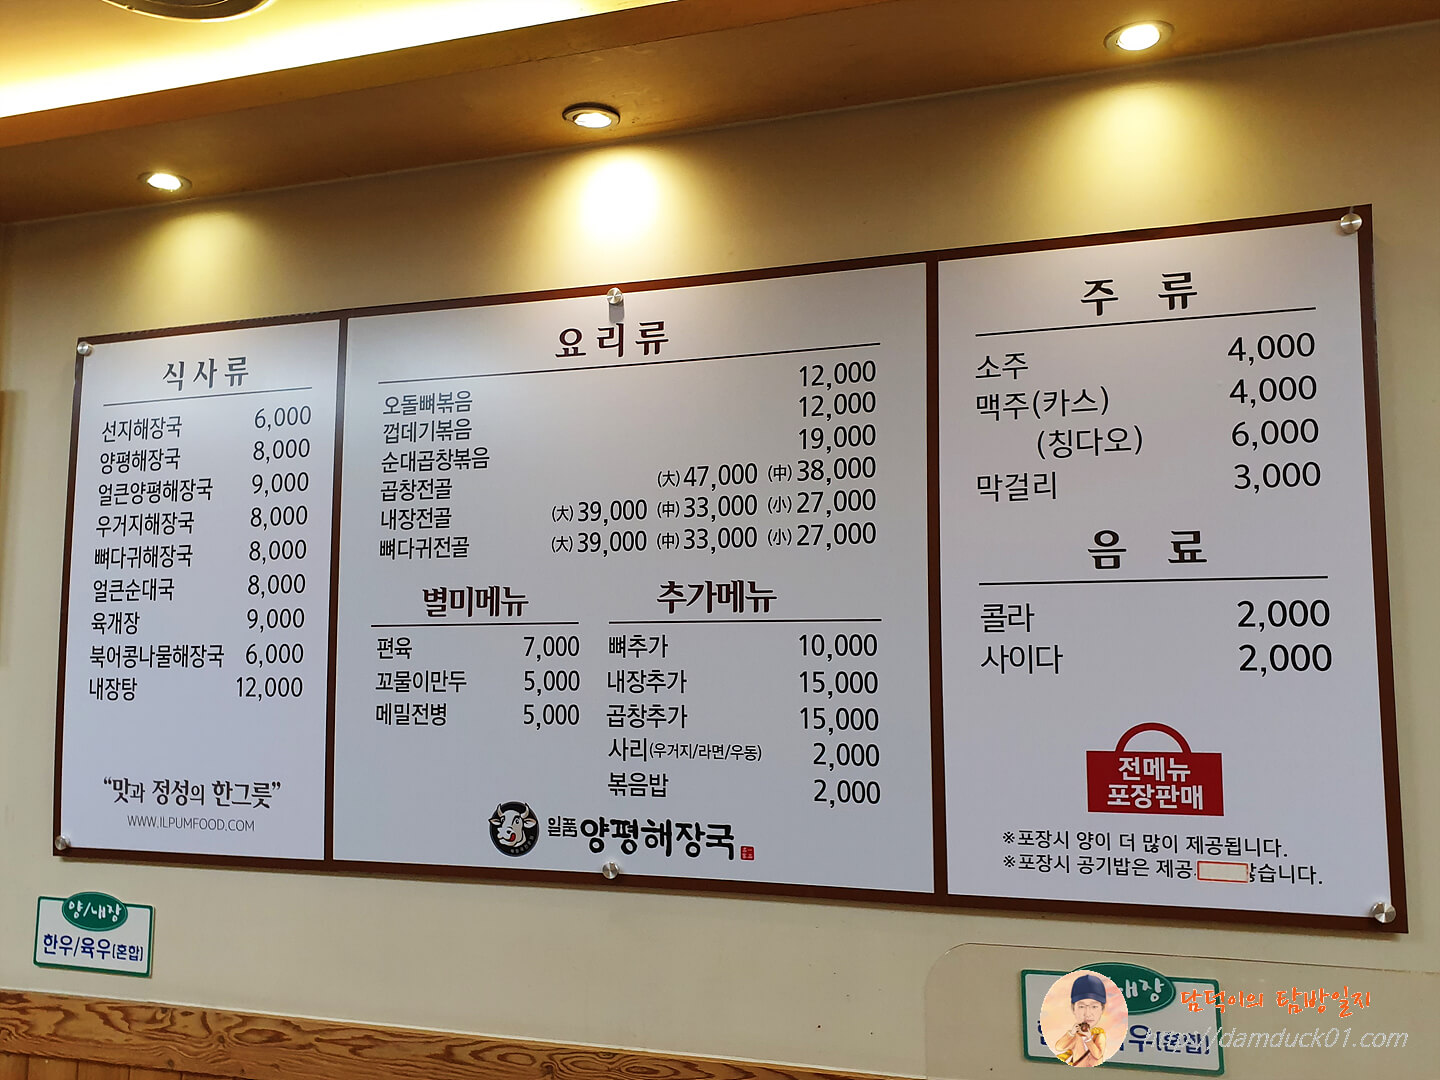 식사류
선지해장국 6,000
양평해장국 8,000
얼큰양평해장국 9,000
우거지해장국 8,000
뼈다귀해장국 8,000
얼큰순대국 8,000
육개장 9,000
북어콩나물해장국 6,000
내장탕 12,000
“맛과 정성의 한그릇”
WWW.ILPUMFOOD.COM
요리류
오돌뼈볶음 12,000
껍데기볶음 12,000
순대곱창볶음 19,000
곱창전골 (大)47,000 (中)38,000
내장전골 (大)39,000 (中)33,000 (小)27,000
뼈다귀전골 (大)39,000 (中)33,000 (小)27,000
별미메뉴
편육 7,000
꼬물이만두 5,000
메밀전병 5,000
추가메뉴
뼈추가 10,000
내장추가 15,000
곱창추가 15,000
사리(우거지/라면/우동) 2,000
볶음밥 2,000
일품 양평해장국
주류
소주 4,000
맥주(카스) 4,000
(칭다오) 6,000
막걸리 3,000
음료
콜라 2,000
사이다 2,000
전메뉴
포장판매
※포장시 양이 더 많이 제공됩니다.
※포장시 공기밥은 제공 않습니다.
양/내장
한우/육우(혼합)
내장
우(혼합)
담덕이의 탐방일지
http://damduck01.com